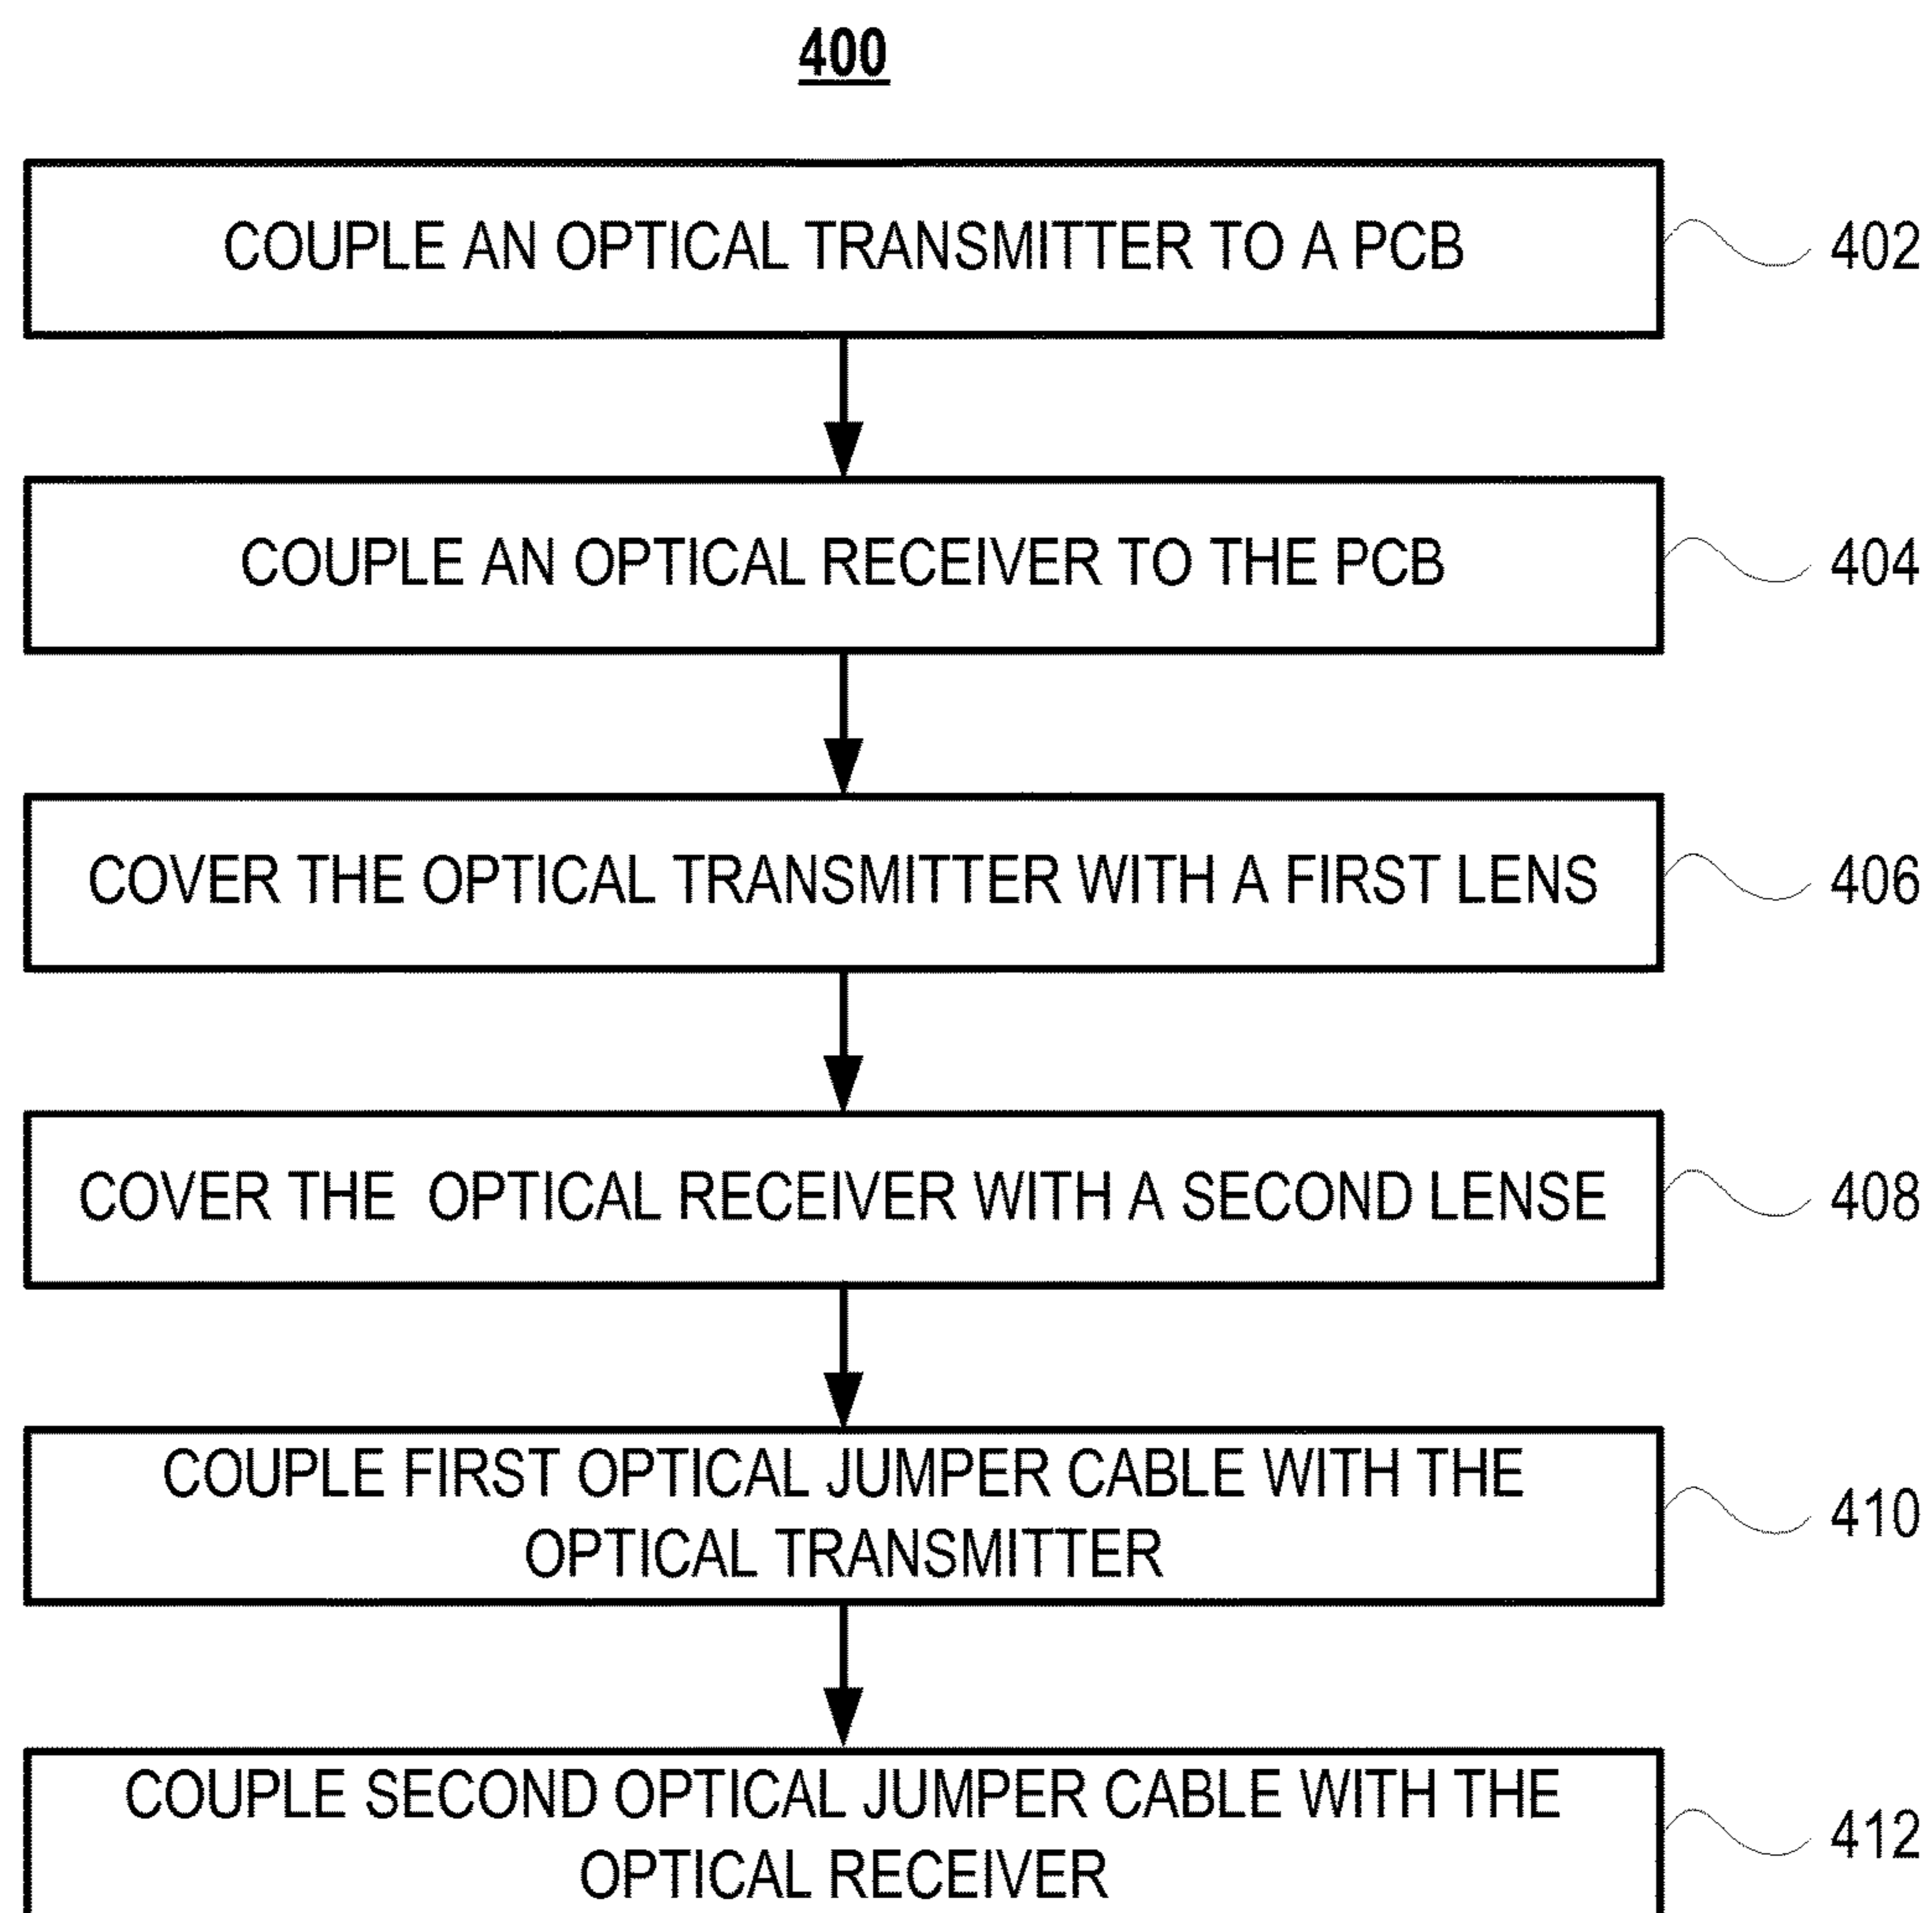 400
COUPLE AN OPTICAL TRANSMITTER TO A PCB
402
COUPLE AN OPTICAL RECEIVER TO THE PCB
404
COVER THE OPTICAL TRANSMITTER WITH A FIRST LENS
406
COVER THE OPTICAL RECEIVER WITH A SECOND LENSE
408
COUPLE FIRST OPTICAL JUMPER CABLE WITH THE
OPTICAL TRANSMITTER
410
COUPLE SECOND OPTICAL JUMPER CABLE WITH THE
OPTICAL RECEIVER
412